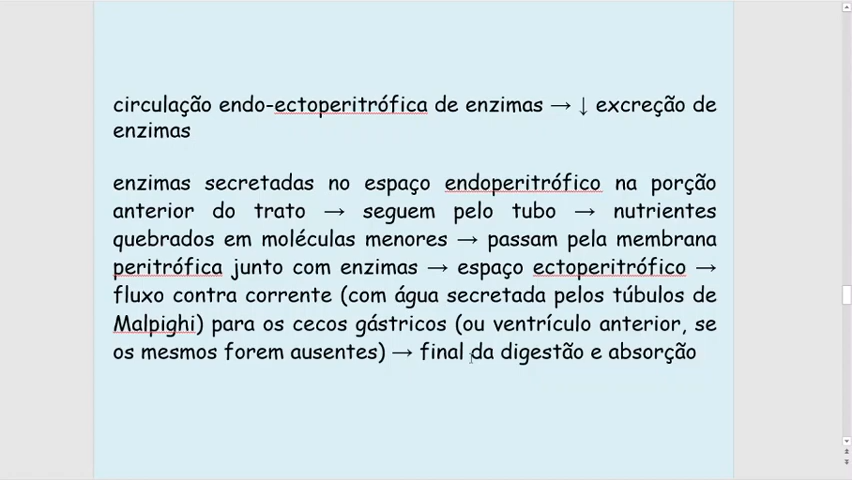 circulação endo-ectoperitrófica de enzimas → ↓ excreção de
enzimas
enzimas secretadas no espaço endoperitrófico na porção
anterior do trato → seguem pelo tubo → nutrientes
quebrados em moléculas menores → passam pela membrana
peritrófica junto com enzimas → espaço ectoperitrófico →
fluxo contra corrente (com água secretada pelos túbulos de
Malpighi) para os cecos gástricos (ou ventrículo anterior, se
os mesmos forem ausentes) → final da digestão e absorção